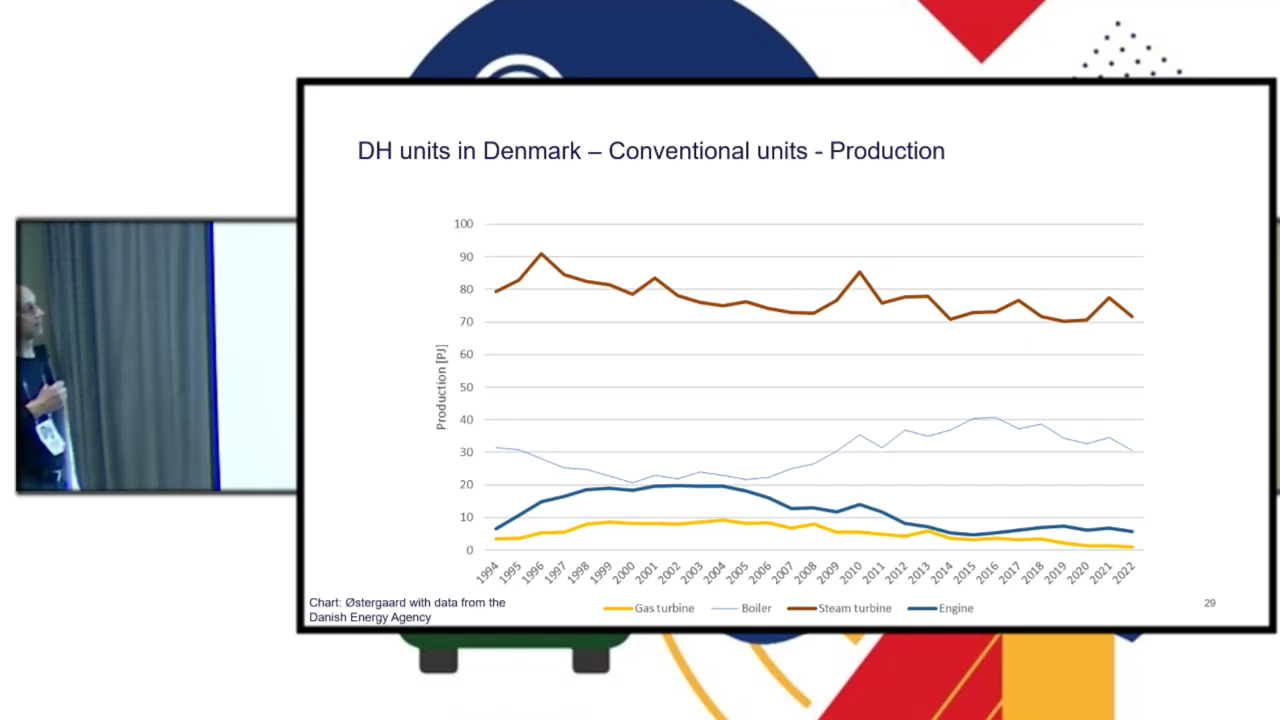 DH units in Denmark – Conventional units - Production
100
90
80
70
60
50
40
30
20
10
0
Production [PJ]
1994 1995 1996 1997 1998 1999 2000 2001 2002 2003 2004 2005 2006 2007 2008 2009 2010 2011 2012 2013 2014 2015 2016 2017 2018 2019 2020 2021 2022
Gas turbine Boiler Steam turbine Engine
Chart: Østergaard with data from the
Danish Energy Agency
29